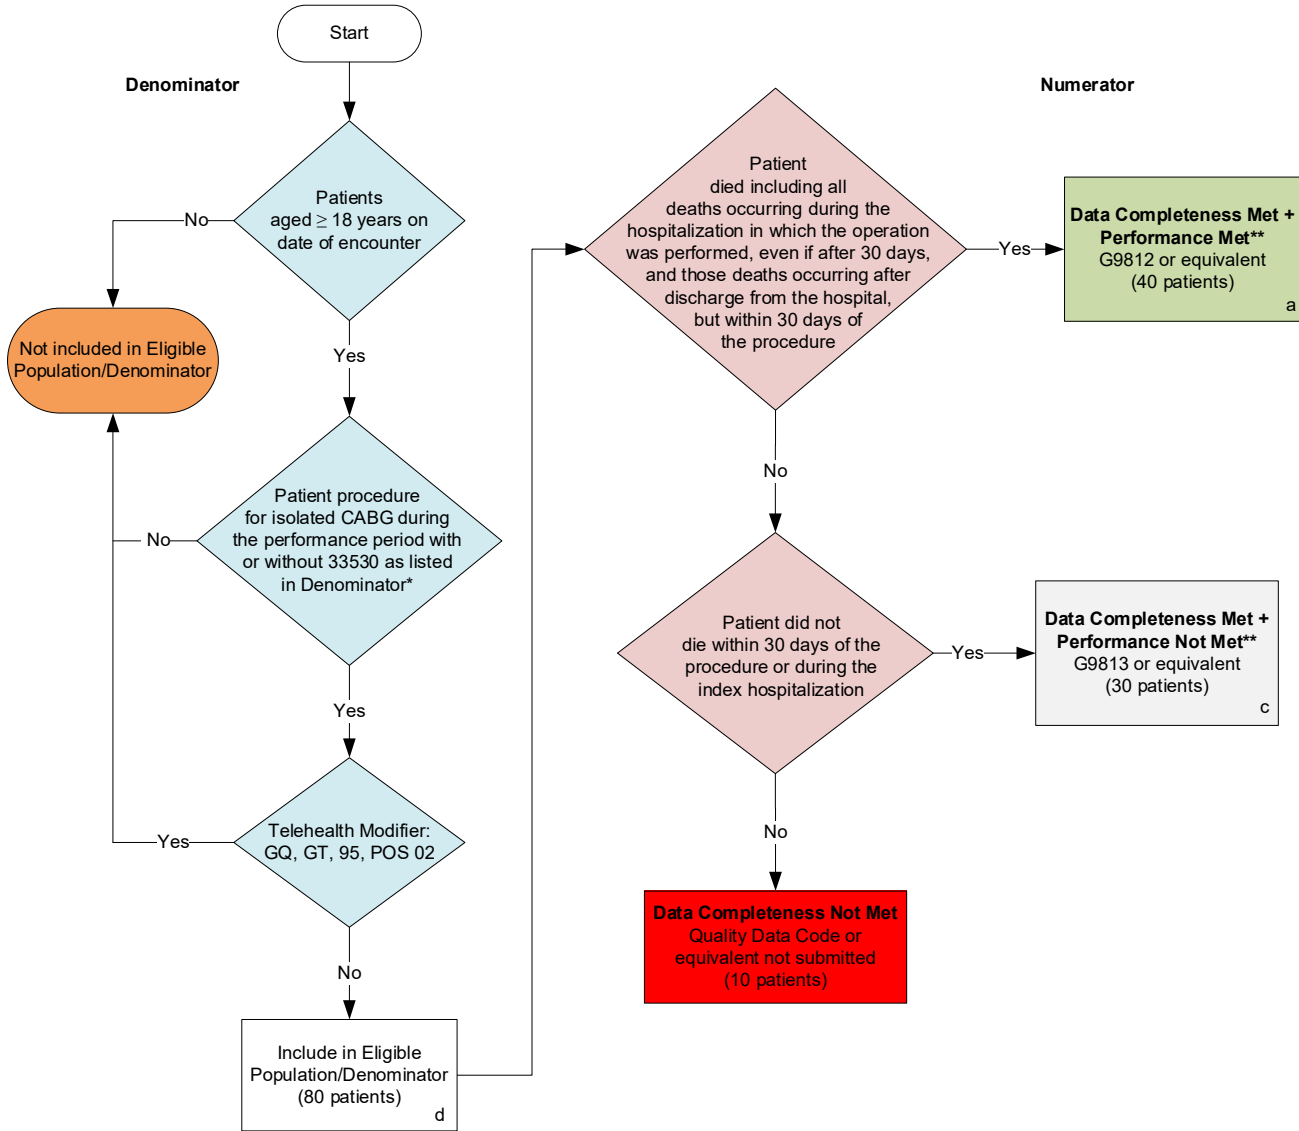 Start
Denominator
Numerator
Patients
aged ≥ 18 years on
date of encounter
No
Yes
Not included in Eligible
Population/Denominator
Patient procedure
for isolated CABG during
the performance period with
or without 33530 as listed
in Denominator*
No
Yes
Telehealth Modifier:
GQ, GT, 95, POS 02
Yes
No
Include in Eligible
Population/Denominator
(80 patients)
d
Patient
died including all
deaths occurring during the
hospitalization in which the operation
was performed, even if after 30 days,
and those deaths occurring after
discharge from the hospital,
but within 30 days of
the procedure
Yes
Data Completeness Met +
Performance Met**
G9812 or equivalent
(40 patients)
a
No
Patient did not
die within 30 days of the
procedure or during the
index hospitalization
Yes
Data Completeness Met +
Performance Not Met**
G9813 or equivalent
(30 patients)
c
No
Data Completeness Not Met
Quality Data Code or
equivalent not submitted
(10 patients)